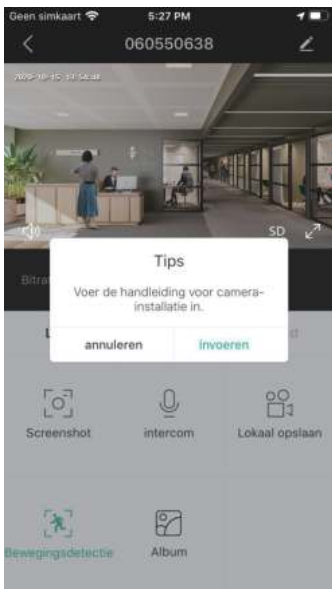 Geen simkaart 5:27 PM
060550638
SD
Bitrat
Tips
Voer de handleiding voor camera-
installatie in.
annuleren invoeren
L d
Screenshot intercom Lokaal opslaan
Bewegingsdetectie Album